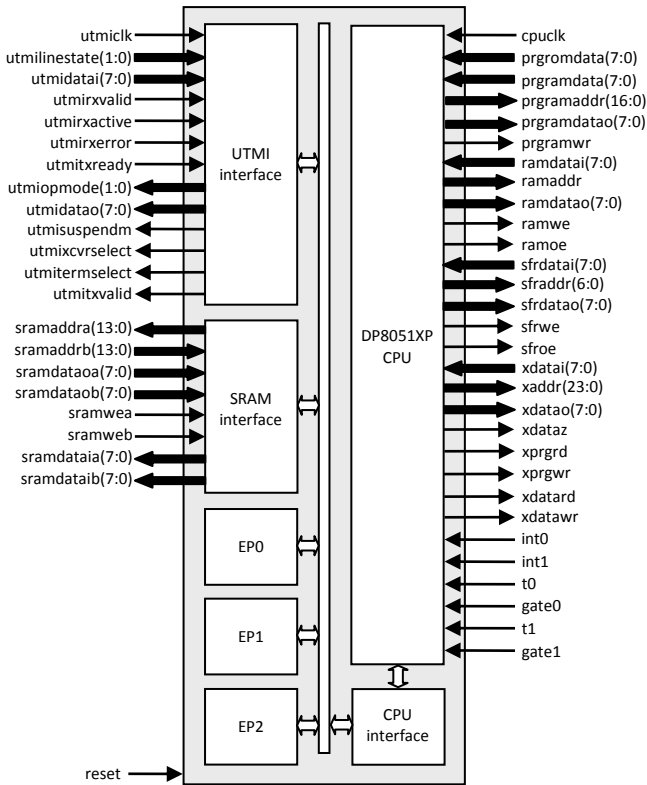 utmiclk
utmilinestate(1:0)
utmidatai(7:0)
utmirxvalid
utmirxactive
utmirxerror
utmitxready
utmiopmode(1:0)
utmidatao(7:0)
utmisuspendm
utmixcvrselect
utmitermselect
utmitxvalid
sramaddra(13:0)
sramaddrb(13:0)
sramdataoa(7:0)
sramdataob(7:0)
sramwea
sramweb
sramdataia(7:0)
sramdataib(7:0)
reset
UTMI
interface
SRAM
interface
EP0
EP1
EP2
DP8051XP
CPU
CPU
interface
cpuclk
prgromdata(7:0)
prgramdata(7:0)
prgramaddr(16:0)
prgramdatao(7:0)
prgramwr
ramdatai(7:0)
ramaddr
ramdatao(7:0)
ramwe
ramoe
sfrdatai(7:0)
sfraddr(6:0)
sfrdatao(7:0)
sfrwe
sfroe
xdatai(7:0)
xaddr(23:0)
xdatao(7:0)
xdataz
xprgrd
xprgwr
xdatard
xdatawr
int0
int1
t0
gate0
t1
gate1